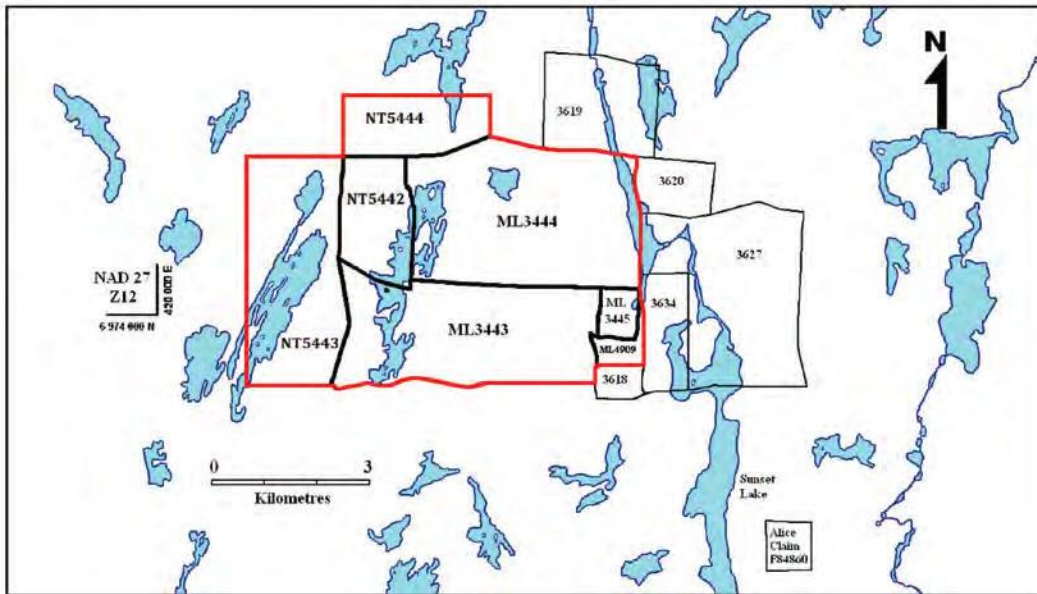 N
NT5444
3619
NT5442
3620
ML3444
3627
NAD 27
Z12
420 000 E
6 974 000 N
ML
3445
3634
NT5443
ML3443
ML4909
3618
0
3
Kilometres
Sunset
Lake
Alice
Claim
F84860